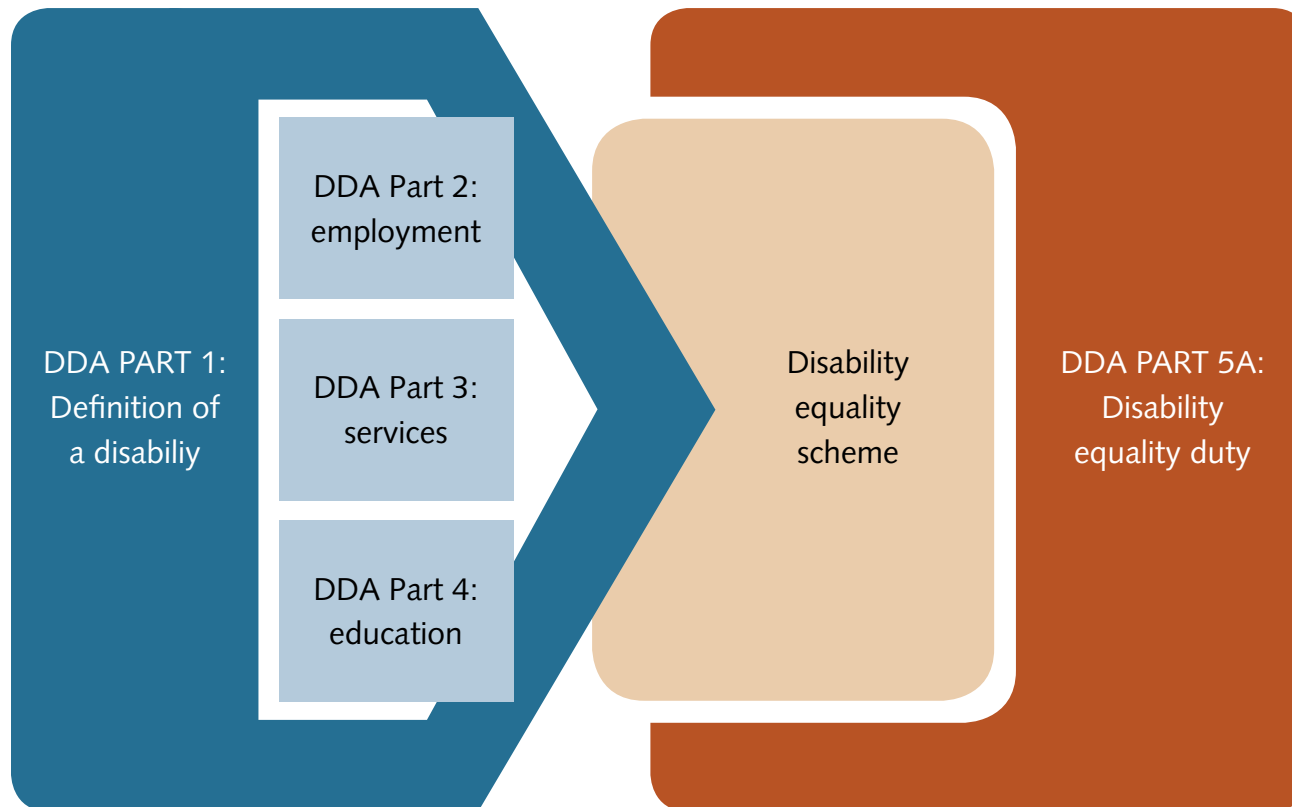 DDA PART 1:
Definition of
a disabiliy
DDA Part 2:
employment
DDA Part 3:
services
DDA Part 4:
education
Disability
equality
scheme
DDA PART 5A:
Disability
equality duty